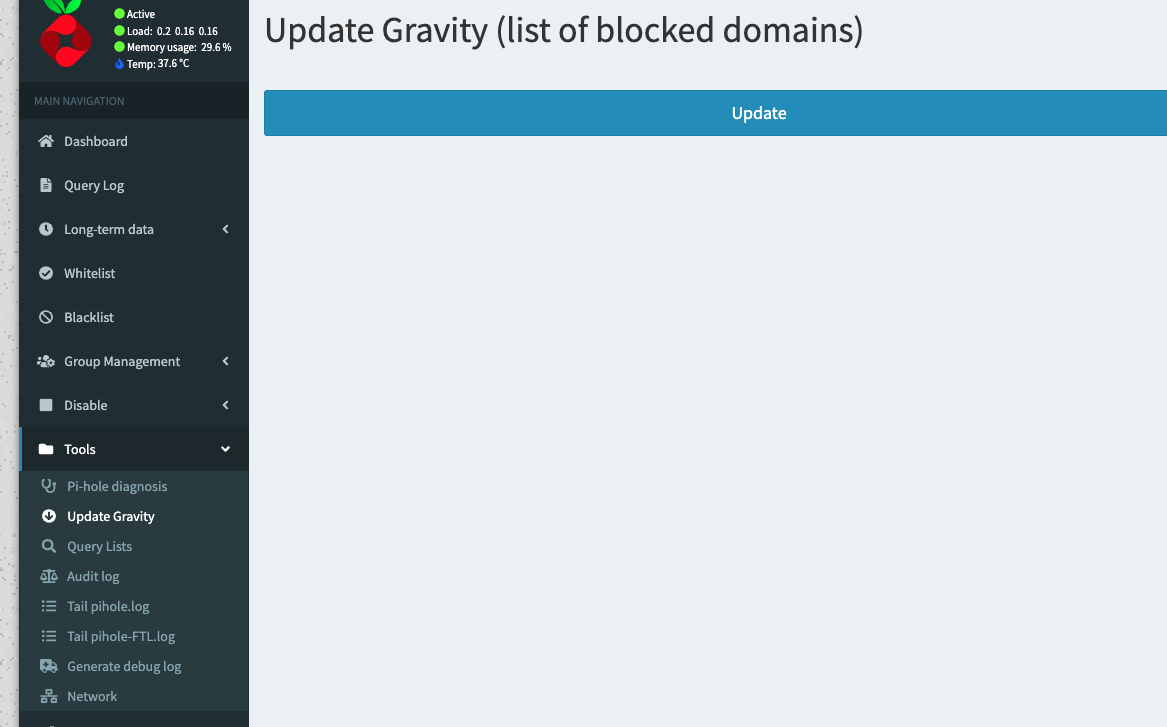 Active
Load: 0.2 0.16 0.16
Memory usage: 29.6 %
Temp: 37.6 °C
MAIN NAVIGATION
Dashboard
Query Log
Long-term data
Whitelist
Blacklist
Group Management
Disable
Tools
Pi-hole diagnosis
Update Gravity
Query Lists
Audit log
Tail pihole.log
Tail pihole-FTL.log
Generate debug log
Network
Update Gravity (list of blocked domains)
Update